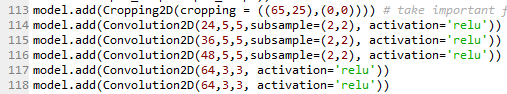 113 model.add(Cropping2D(cropping = ((65,25),(0,0)))) # take important
114 model.add(Convolution2D(24,5,5,subsample=(2,2), activation='relu'))
115 model.add(Convolution2D(36,5,5,subsample=(2,2), activation='relu'))
116 model.add(Convolution2D(48,5,5,subsample=(2,2), activation='relu'))
117 model.add(Convolution2D(64,3,3, activation='relu'))
118 model.add(Convolution2D(64,3,3, activation='relu'))